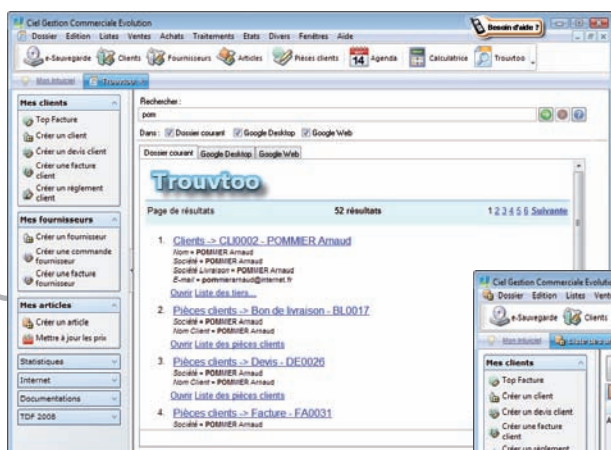 Ciel Gestion Commerciale Evolution
Besoin d'aide ?
Dossier Edition Listes Ventes Achats Traitements Etats Divers Fenêtres Aide
e-Sauvegarde Clients Fournisseurs Articles Pièces clients 14 Agenda Calculatrice Trouvtoo
Mon Intuiciel Trouvtoo
Mes clients
Top Facture
Créer un client
Créer un devis client
Créer une facture
client
Créer un règlement
client
Mes fournisseurs
Créer un fournisseur
Créer une commande
fournisseur
Créer une facture
fournisseur
Mes articles
Créer un article
Mettre à jour les prix
Statistiques
Internet
Documentations
TDF 2008
Rechercher :
pom
Dans : Dossier courant Google Desktop Google Web
Dossier courant Google Desktop Google Web
Trouvtoo
Page de résultats 52 résultats 1 2 3 4 5 6 Suivante
1. Clients -> CLI0002 - POMMIER Arnaud
Nom = POMMIER Arnaud
Société = POMMIER Arnaud
Société Livraison = POMMIER Arnaud
E-mail = pommierarnaud@internet.fr
Ouvrir Liste des tiers...
2. Pièces clients -> Bon de livraison - BL0017
Société = POMMIER Arnaud
Nom Client = POMMIER Arnaud
Ouvrir Liste des pièces clients
3. Pièces clients -> Devis - DE0026
Société = POMMIER Arnaud
Nom Client = POMMIER Arnaud
Ouvrir Liste des pièces clients
4. Pièces clients -> Facture - FA0031
Société = POMMIER Arnaud
Ciel Gestion Commerciale Evolutio
Dossier Edition Listes Vent
e-Sauvegarde Clients
Mon Intuiciel
Mes clients
Top Facture
Créer un client
Créer un devis client
Créer une facture
client
Créer un règlement